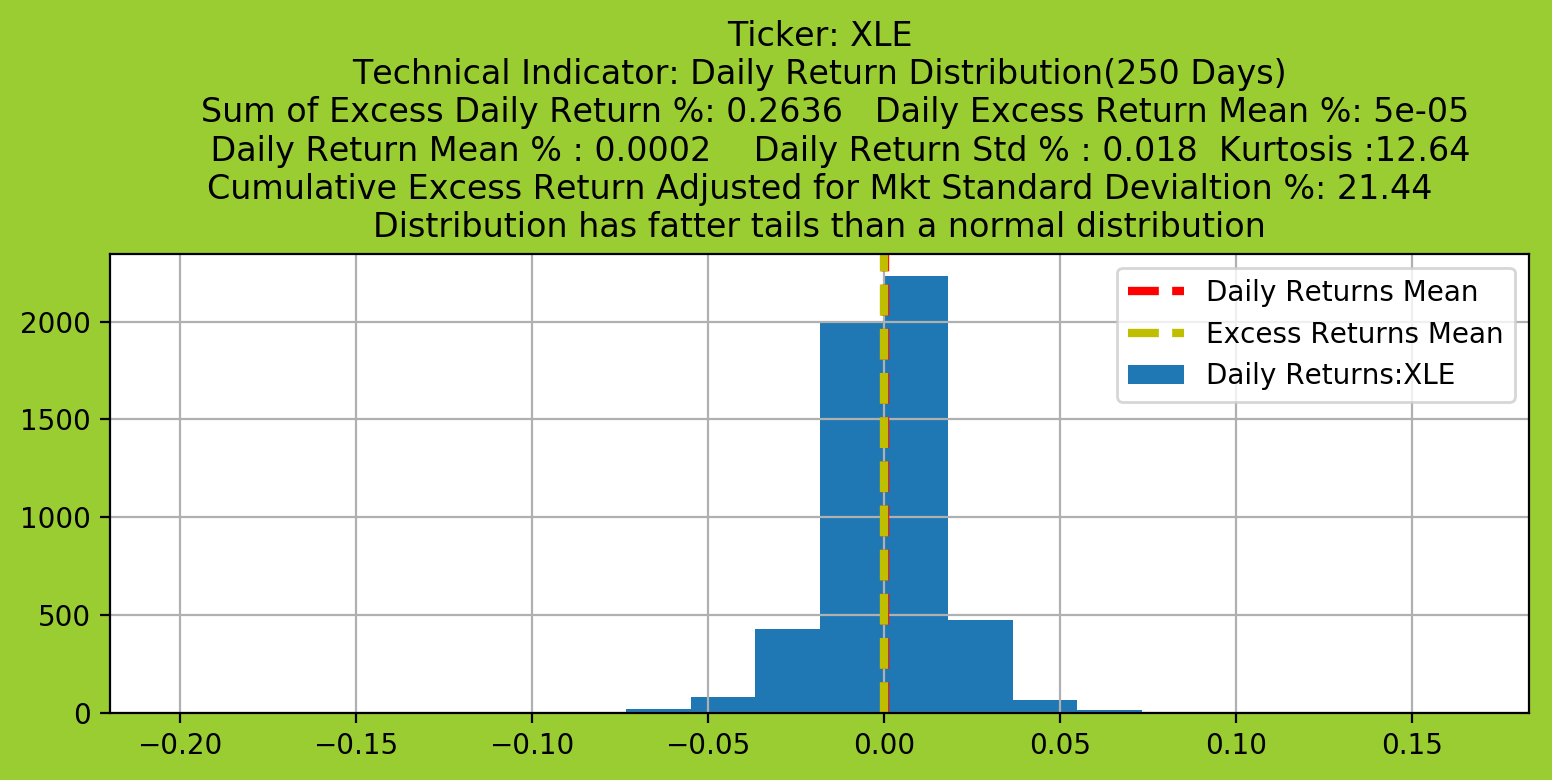 Ticker: XLE
Technical Indicator: Daily Return Distribution(250 Days)
Sum of Excess Daily Return %: 0.2636   Daily Excess Return Mean %: 5e-05
Daily Return Mean % : 0.0002    Daily Return Std % : 0.018  Kurtosis :12.64
Cumulative Excess Return Adjusted for Mkt Standard Devialtion %: 21.44
Distribution has fatter tails than a normal distribution
Daily Returns Mean
Excess Returns Mean
Daily Returns:XLE
2000
1500
1000
500
0
−0.20 −0.15 −0.10 −0.05 0.00 0.05 0.10 0.15